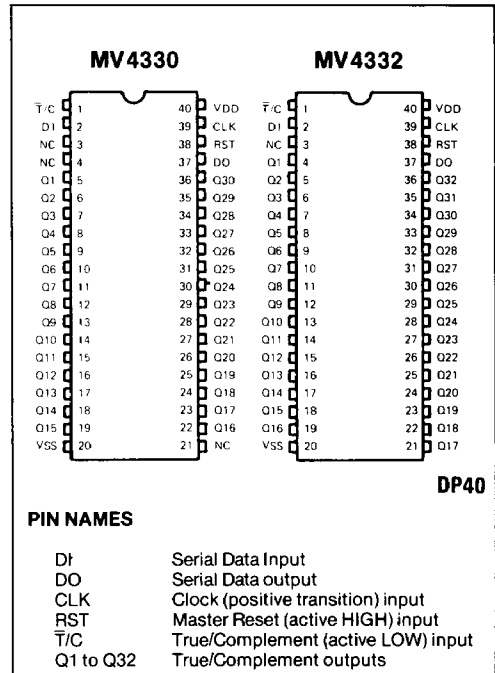 MV4330 MV4332
T̅/C 1 40 VDD T̅/C 1 40 VDD
DI 2 39 CLK DI 2 39 CLK
NC 3 38 RST NC 3 38 RST
NC 4 37 DO Q1 4 37 DO
Q1 5 36 Q30 Q2 5 36 Q32
Q2 6 35 Q29 Q3 6 35 Q31
Q3 7 34 Q28 Q4 7 34 Q30
Q4 8 33 Q27 Q5 8 33 Q29
Q5 9 32 Q26 Q6 9 32 Q28
Q6 10 31 Q25 Q7 10 31 Q27
Q7 11 30 Q24 Q8 11 30 Q26
Q8 12 29 Q23 Q9 12 29 Q25
Q9 13 28 Q22 Q10 13 28 Q24
Q10 14 27 Q21 Q11 14 27 Q23
Q11 15 26 Q20 Q12 15 26 Q22
Q12 16 25 Q19 Q13 16 25 Q21
Q13 17 24 Q18 Q14 17 24 Q20
Q14 18 23 Q17 Q15 18 23 Q19
Q15 19 22 Q16 Q16 19 22 Q18
VSS 20 21 NC VSS 20 21 Q17
DP40
PIN NAMES
DI Serial Data Input
DO Serial Data output
CLK Clock (positive transition) input
RST Master Reset (active HIGH) input
T̅/C True/Complement (active LOW) input
Q1 to Q32 True/Complement outputs